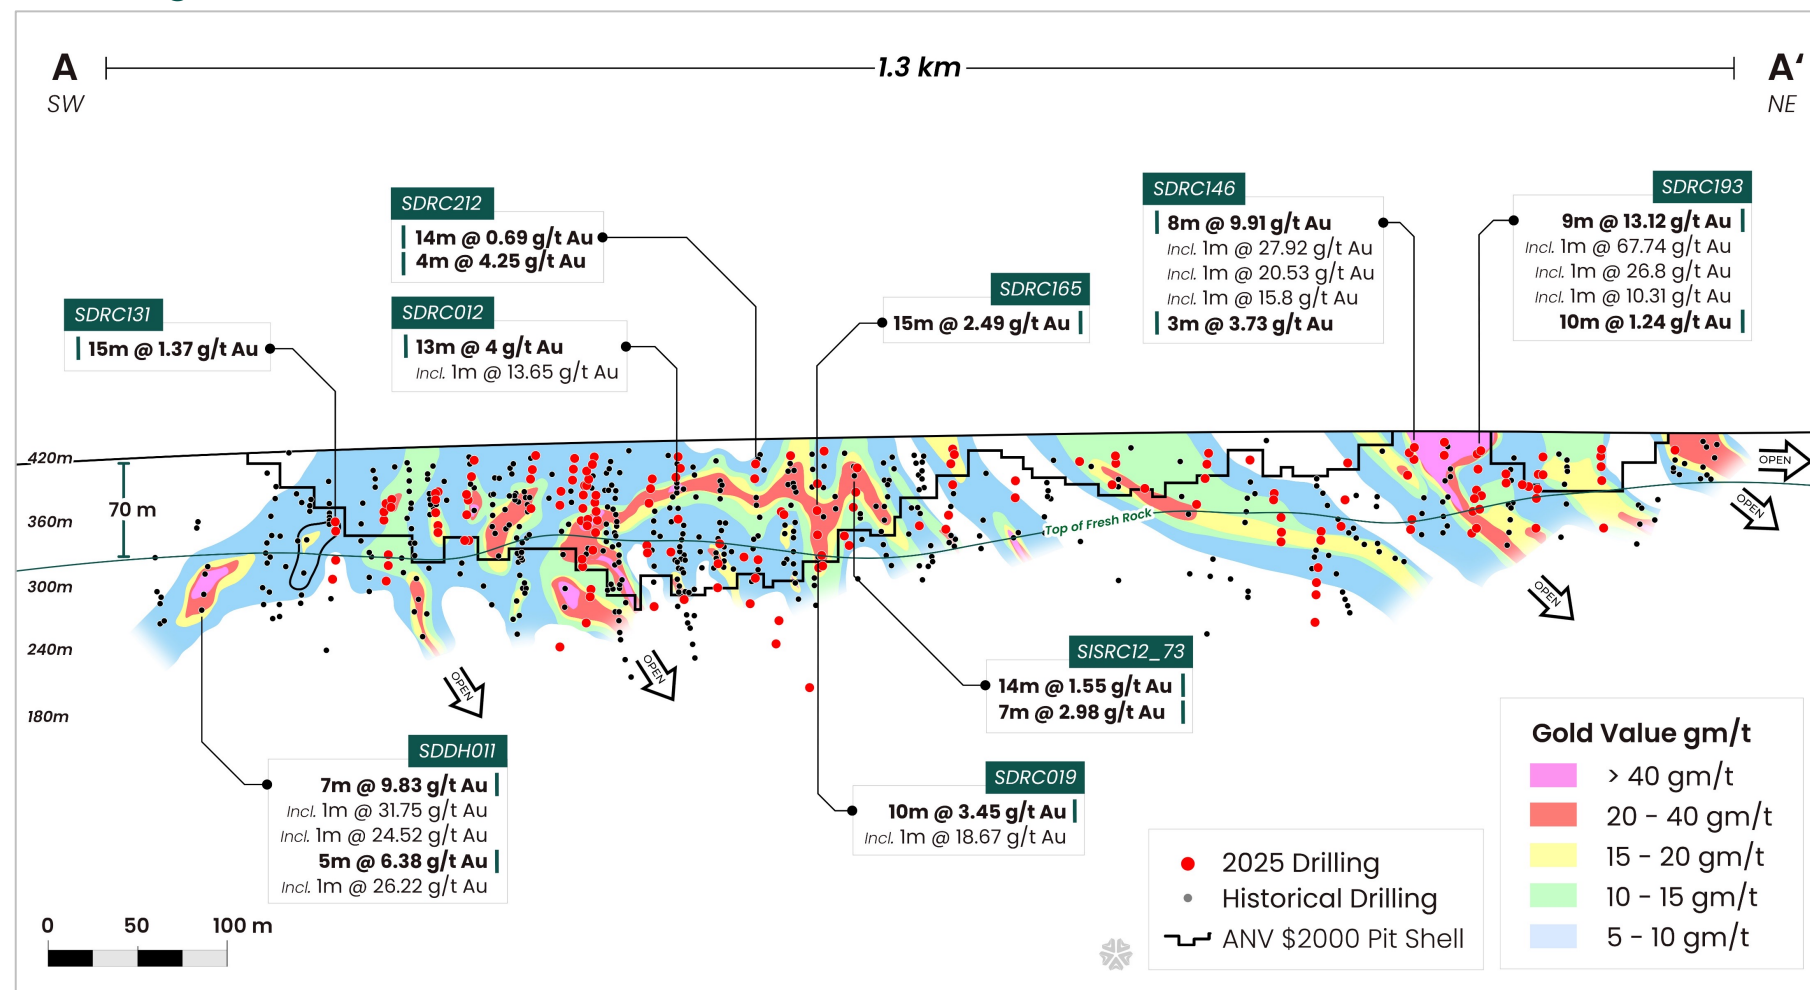 A
SW
1.3 km
A‘
NE
SDRC212
14m @ 0.69 g/t Au
4m @ 4.25 g/t Au
SDRC146
8m @ 9.91 g/t Au
Incl. 1m @ 27.92 g/t Au
Incl. 1m @ 20.53 g/t Au
Incl. 1m @ 15.8 g/t Au
3m @ 3.73 g/t Au
SDRC193
9m @ 13.12 g/t Au
Incl. 1m @ 67.74 g/t Au
Incl. 1m @ 26.8 g/t Au
Incl. 1m @ 10.31 g/t Au
10m @ 1.24 g/t Au
SDRC131
15m @ 1.37 g/t Au
SDRC012
13m @ 4 g/t Au
Incl. 1m @ 13.65 g/t Au
SDRC165
15m @ 2.49 g/t Au
420m
70 m
360m
300m
240m
180m
Top of Fresh Rock
OPEN
OPEN
OPEN
OPEN
OPEN
SISRC12_73
14m @ 1.55 g/t Au
7m @ 2.98 g/t Au
SDDH011
7m @ 9.83 g/t Au
Incl. 1m @ 31.75 g/t Au
Incl. 1m @ 24.52 g/t Au
5m @ 6.38 g/t Au
Incl. 1m @ 26.22 g/t Au
SDRC019
10m @ 3.45 g/t Au
Incl. 1m @ 18.67 g/t Au
0 50 100 m
2025 Drilling
Historical Drilling
ANV $2000 Pit Shell
Gold Value gm/t
> 40 gm/t
20 - 40 gm/t
15 - 20 gm/t
10 - 15 gm/t
5 - 10 gm/t